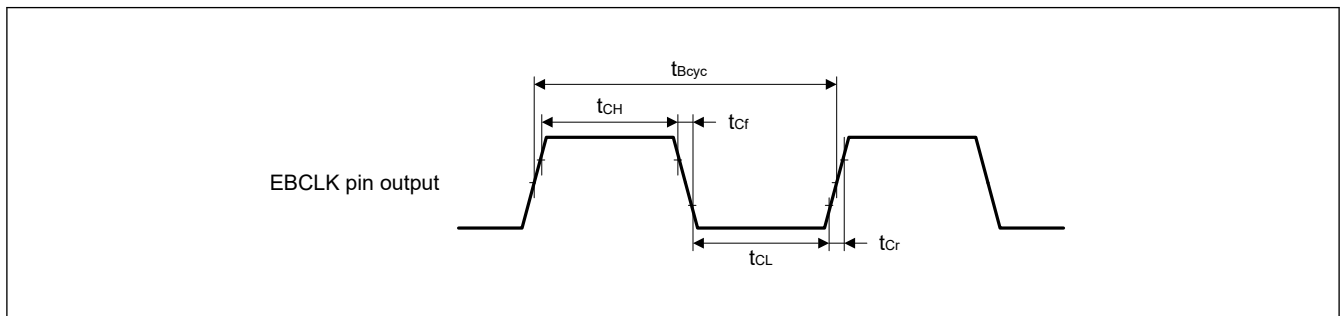 tBcyc
tCH
tCf
EBCLK pin output
tCL
tCr